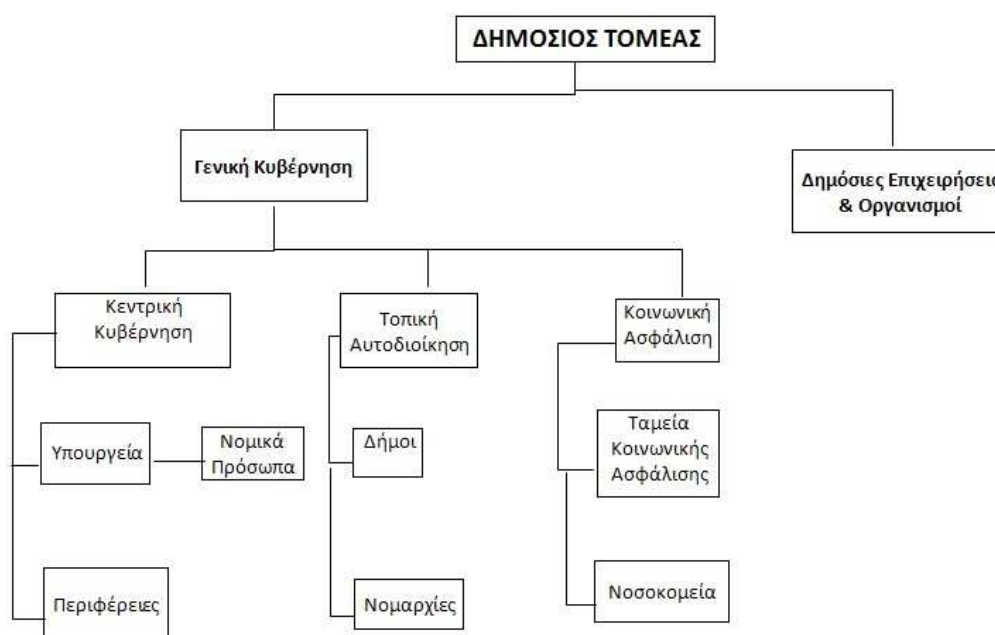 ΔΗΜΟΣΙΟΣ ΤΟΜΕΑΣ
Γενική Κυβέρνηση
Δημόσιες Επιχειρήσεις
& Οργανισμοί
Κεντρική
Κυβέρνηση
Τοπική
Αυτοδιοίκηση
Κοινωνική
Ασφάλιση
Υπουργεία
Νομικά
Πρόσωπα
Δήμοι
Ταμεία
Κοινωνικής
Ασφάλισης
Περιφέρειες
Νομαρχίες
Νοσοκομεία